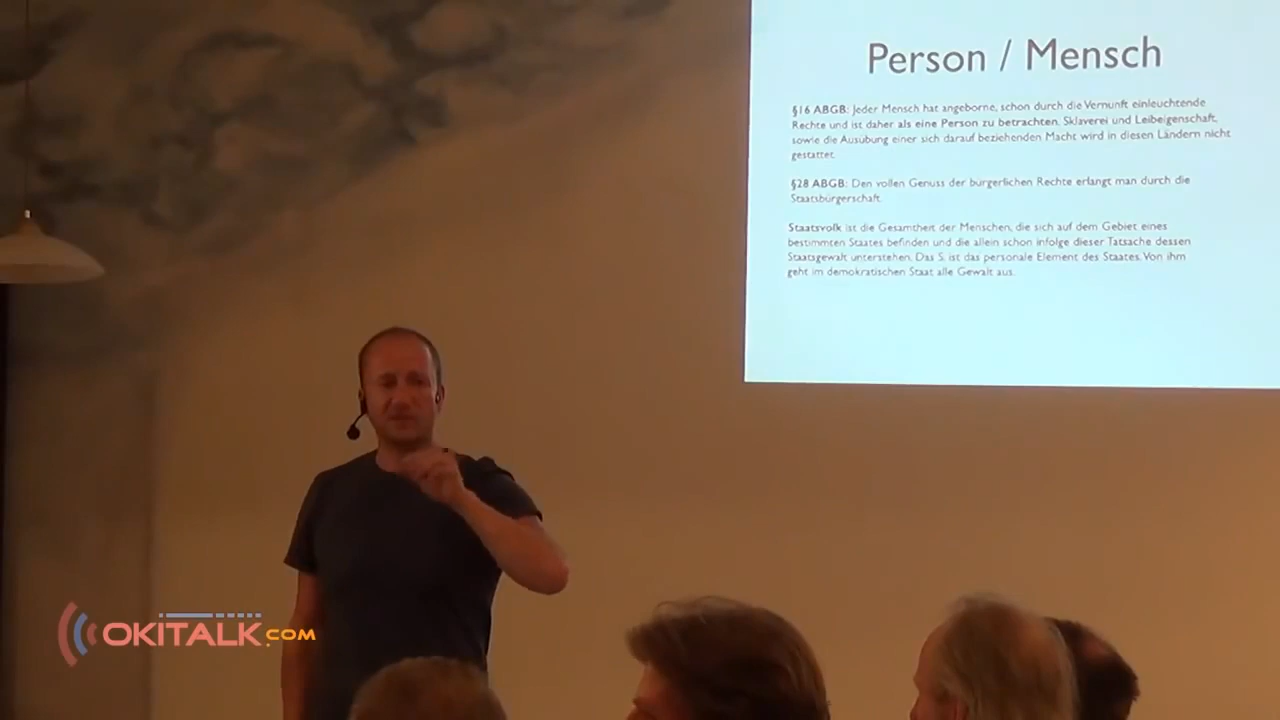 Person / Mensch
§16 ABGB: Jeder Mensch hat angeborne, schon durch die Vernunft einleuchtende
Rechte und ist daher als eine Person zu betrachten. Sklaverei und Leibeigenschaft,
sowie die Ausübung einer sich darauf beziehenden Macht wird in diesen Ländern nicht
gestattet.
§28 ABGB: Den vollen Genuss der bürgerlichen Rechte erlangt man durch die
Staatsbürgerschaft.
Staatsvolk ist die Gesamtheit der Menschen, die sich auf dem Gebiet eines
bestimmten Staates befinden und die allein schon infolge dieser Tatsache dessen
Staatsgewalt unterstehen. Das S. ist das personale Element des Staates. Von ihm
geht im demokratischen Staat alle Gewalt aus.
OKITALK.COM